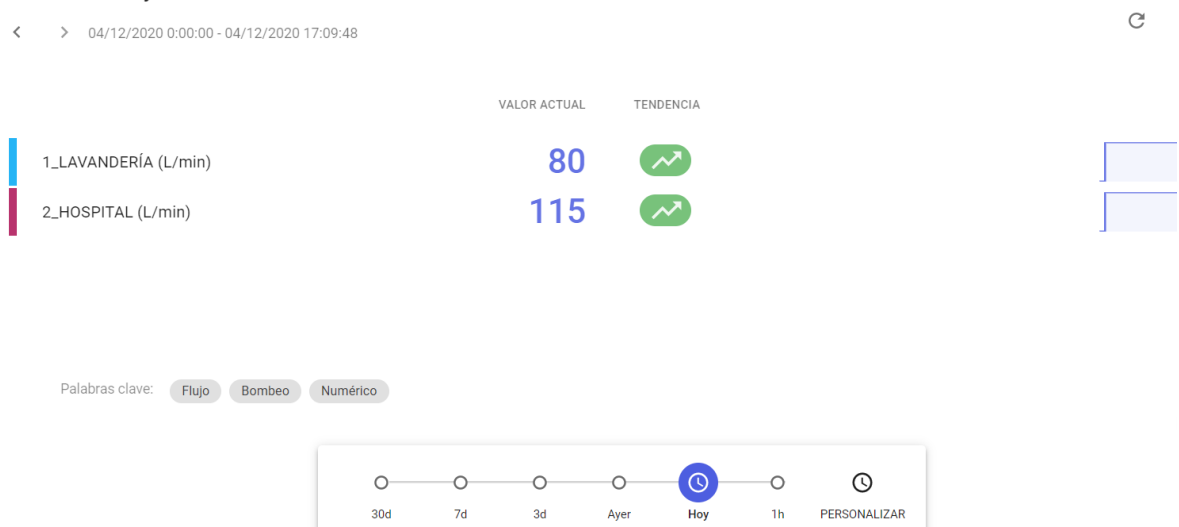 04/12/2020 0:00:00 - 04/12/2020 17:09:48
VALOR ACTUAL TENDENCIA
1_LAVANDERÍA (L/min) 80
2_HOSPITAL (L/min) 115
Palabras clave: Flujo Bombeo Numérico
30d 7d 3d Ayer Hoy 1h PERSONALIZAR